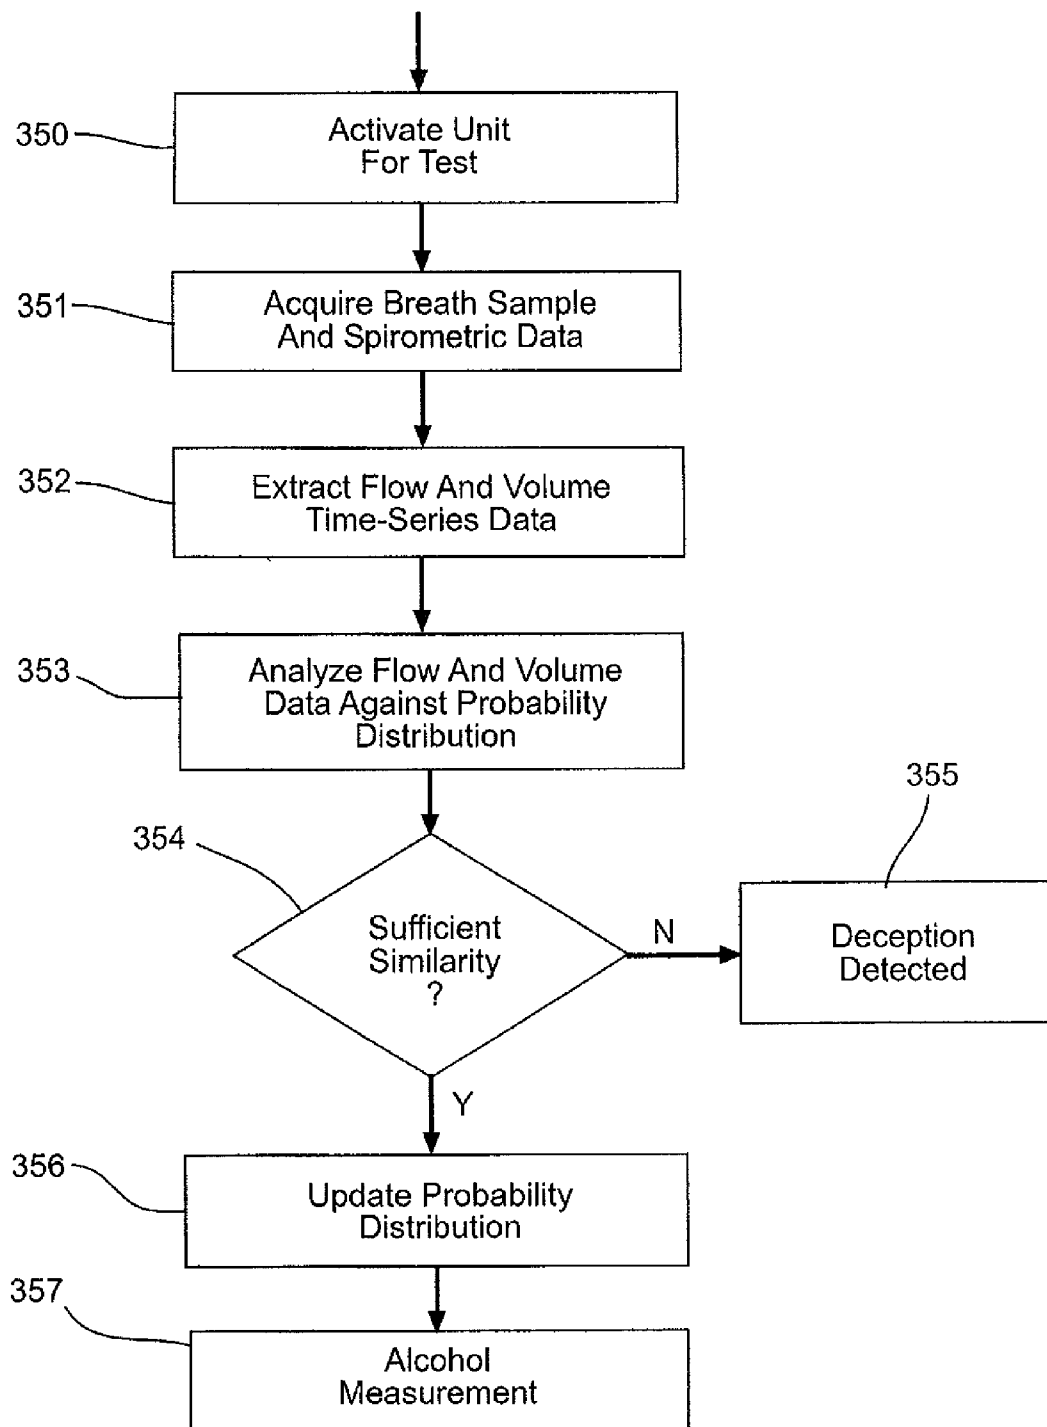 350
Activate Unit
For Test
351
Acquire Breath Sample
And Spirometric Data
352
Extract Flow And Volume
Time-Series Data
353
Analyze Flow And Volume
Data Against Probability
Distribution
354
Sufficient
Similarity
?
N
355
Deception
Detected
Y
356
Update Probability
Distribution
357
Alcohol
Measurement